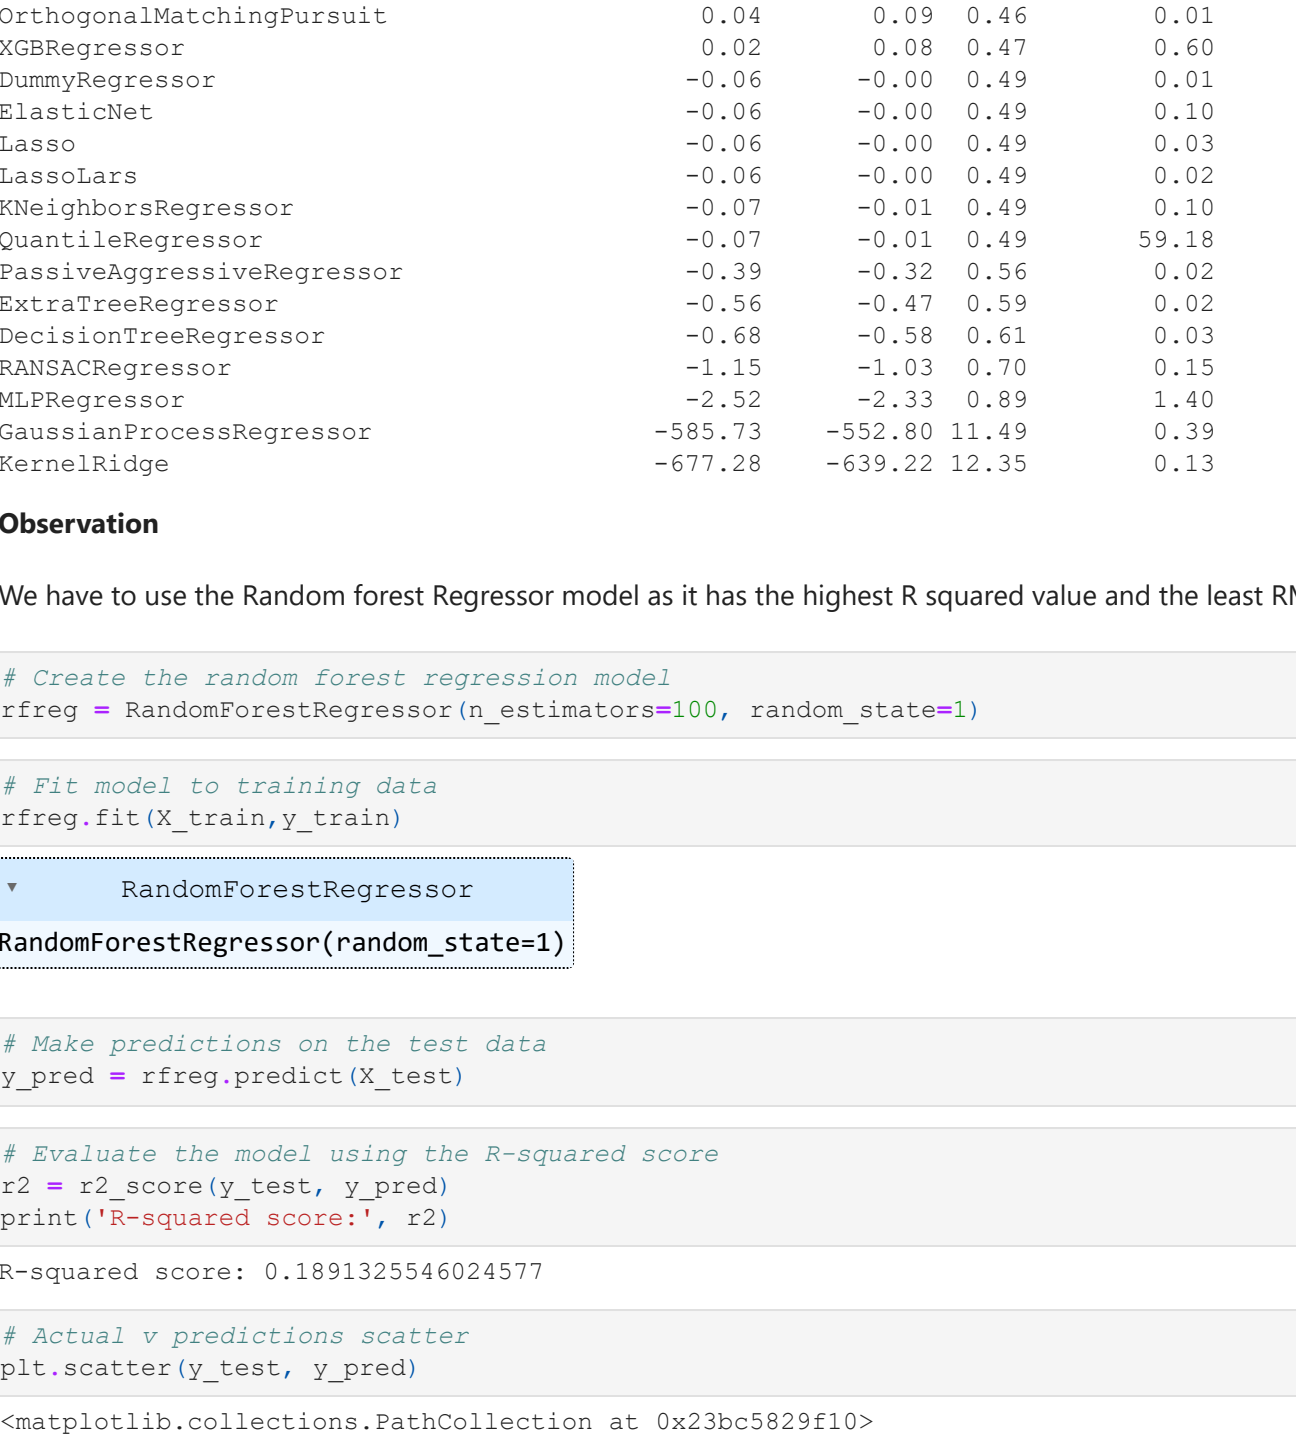 OrthogonalMatchingPursuit 0.04 0.09 0.46 0.01
XGBRegressor 0.02 0.08 0.47 0.60
DummyRegressor -0.06 -0.00 0.49 0.01
ElasticNet -0.06 -0.00 0.49 0.10
Lasso -0.06 -0.00 0.49 0.03
LassoLars -0.06 -0.00 0.49 0.02
KNeighborsRegressor -0.07 -0.01 0.49 0.10
QuantileRegressor -0.07 -0.01 0.49 59.18
PassiveAggressiveRegressor -0.39 -0.32 0.56 0.02
ExtraTreeRegressor -0.56 -0.47 0.59 0.02
DecisionTreeRegressor -0.68 -0.58 0.61 0.03
RANSACRegressor -1.15 -1.03 0.70 0.15
MLPRegressor -2.52 -2.33 0.89 1.40
GaussianProcessRegressor -585.73 -552.80 11.49 0.39
KernelRidge -677.28 -639.22 12.35 0.13
Observation
We have to use the Random forest Regressor model as it has the highest R squared value and the least
# Create the random forest regression model
rfreg = RandomForestRegressor(n_estimators=100, random_state=1)
# Fit model to training data
rfreg.fit(X_train,y_train)
▾ RandomForestRegressor
RandomForestRegressor(random_state=1)
# Make predictions on the test data
y_pred = rfreg.predict(X_test)
# Evaluate the model using the R-squared score
r2 = r2_score(y_test, y_pred)
print('R-squared score:', r2)
R-squared score: 0.1891325546024577
# Actual v predictions scatter
plt.scatter(y_test, y_pred)
<matplotlib.collections.PathCollection at 0x23bc5829f10>